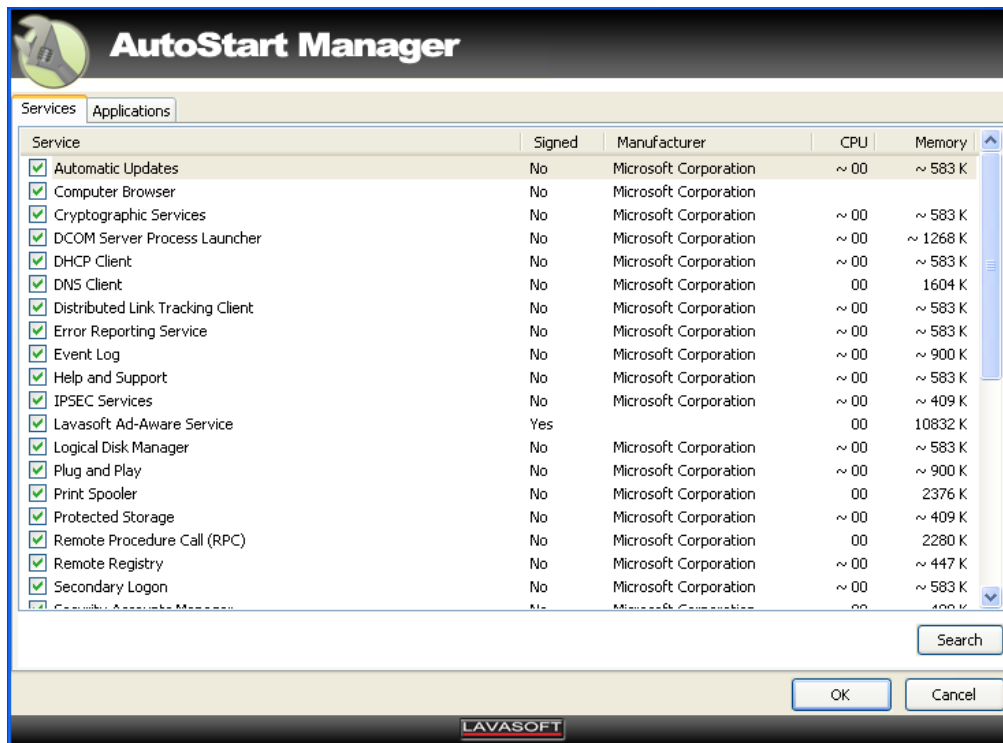 AutoStart Manager
Services Applications
Service Signed Manufacturer CPU Memory
Automatic Updates No Microsoft Corporation ~ 00 ~ 583 K
Computer Browser No Microsoft Corporation
Cryptographic Services No Microsoft Corporation ~ 00 ~ 583 K
DCOM Server Process Launcher No Microsoft Corporation ~ 00 ~ 1268 K
DHCP Client No Microsoft Corporation ~ 00 ~ 583 K
DNS Client No Microsoft Corporation 00 1604 K
Distributed Link Tracking Client No Microsoft Corporation ~ 00 ~ 583 K
Error Reporting Service No Microsoft Corporation ~ 00 ~ 583 K
Event Log No Microsoft Corporation ~ 00 ~ 900 K
Help and Support No Microsoft Corporation ~ 00 ~ 583 K
IPSEC Services No Microsoft Corporation ~ 00 ~ 409 K
Lavasoft Ad-Aware Service Yes 00 10832 K
Logical Disk Manager No Microsoft Corporation ~ 00 ~ 583 K
Plug and Play No Microsoft Corporation ~ 00 ~ 900 K
Print Spooler No Microsoft Corporation 00 2376 K
Protected Storage No Microsoft Corporation ~ 00 ~ 409 K
Remote Procedure Call (RPC) No Microsoft Corporation 00 2280 K
Remote Registry No Microsoft Corporation ~ 00 ~ 447 K
Secondary Logon No Microsoft Corporation ~ 00 ~ 583 K
Security Accounts Manager No Microsoft Corporation
Search
OK Cancel
LAVASOFT